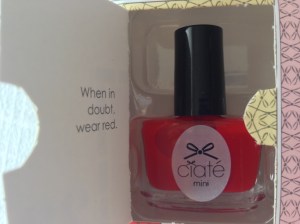 When in
doubt,
wear red.
ciaté
mini